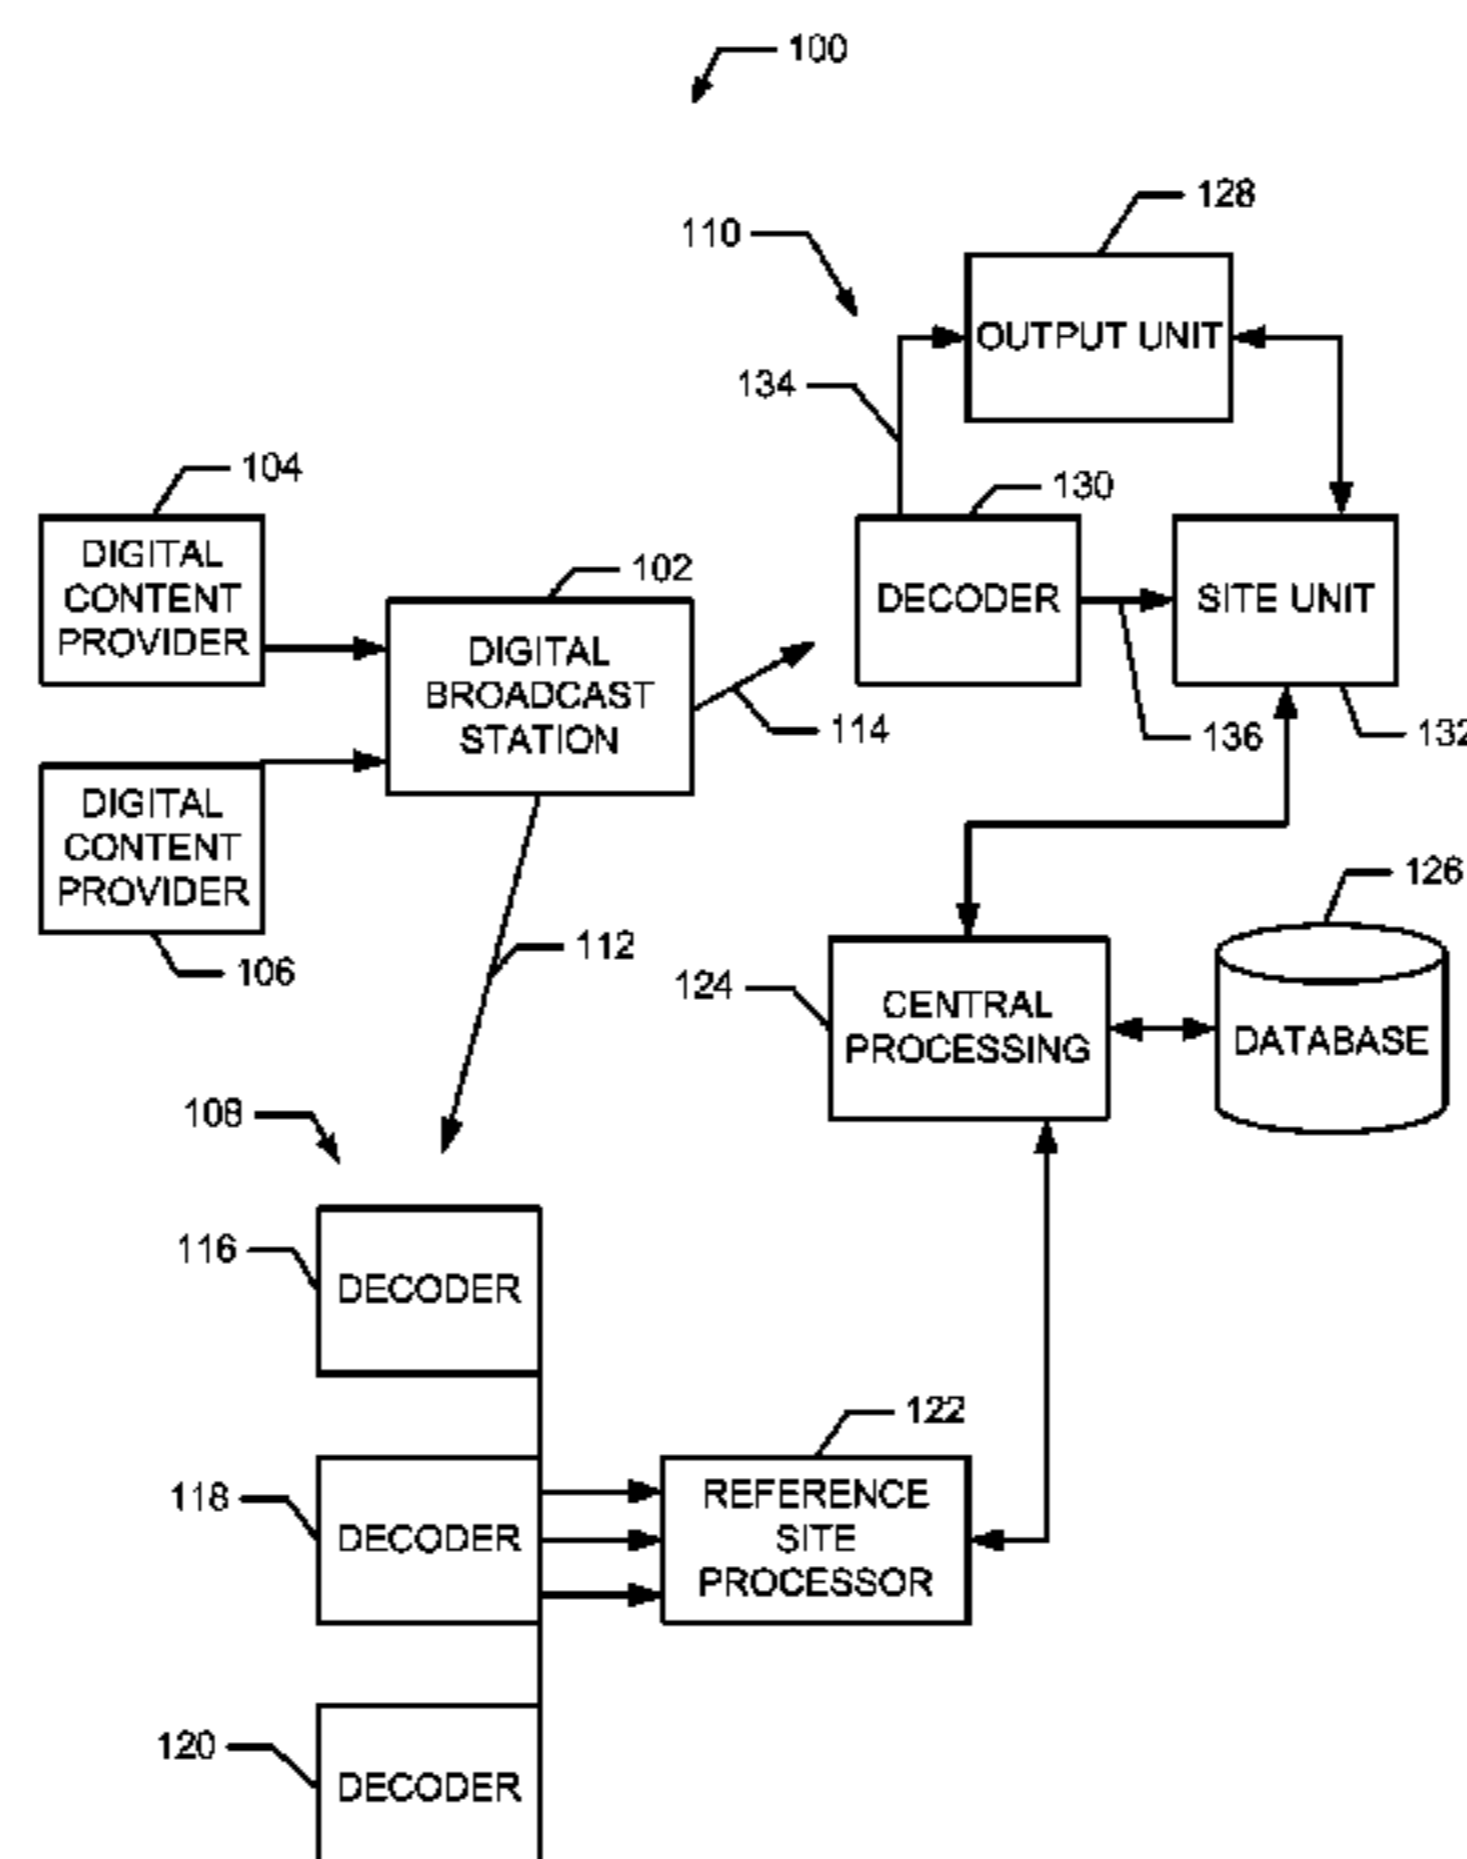 100
128
110
OUTPUT UNIT
134
104
130
DIGITAL
CONTENT
PROVIDER
102
DECODER
SITE UNIT
DIGITAL
BROADCAST
STATION
114
136
132
DIGITAL
CONTENT
PROVIDER
106
112
126
124
CENTRAL
PROCESSING
DATABASE
108
116
DECODER
122
118
DECODER
REFERENCE
SITE
PROCESSOR
120
DECODER